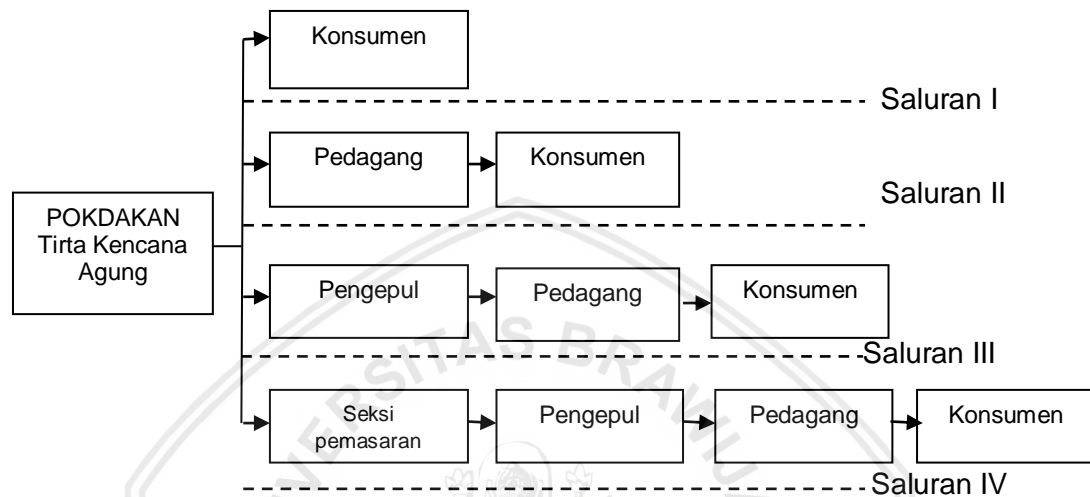 Konsumen
Saluran I
Pedagang
Konsumen
Saluran II
POKDAKAN
Tirta Kencana
Agung
Pengepul
Pedagang
Konsumen
Saluran III
Seksi
pemasaran
Pengepul
Pedagang
Konsumen
Saluran IV